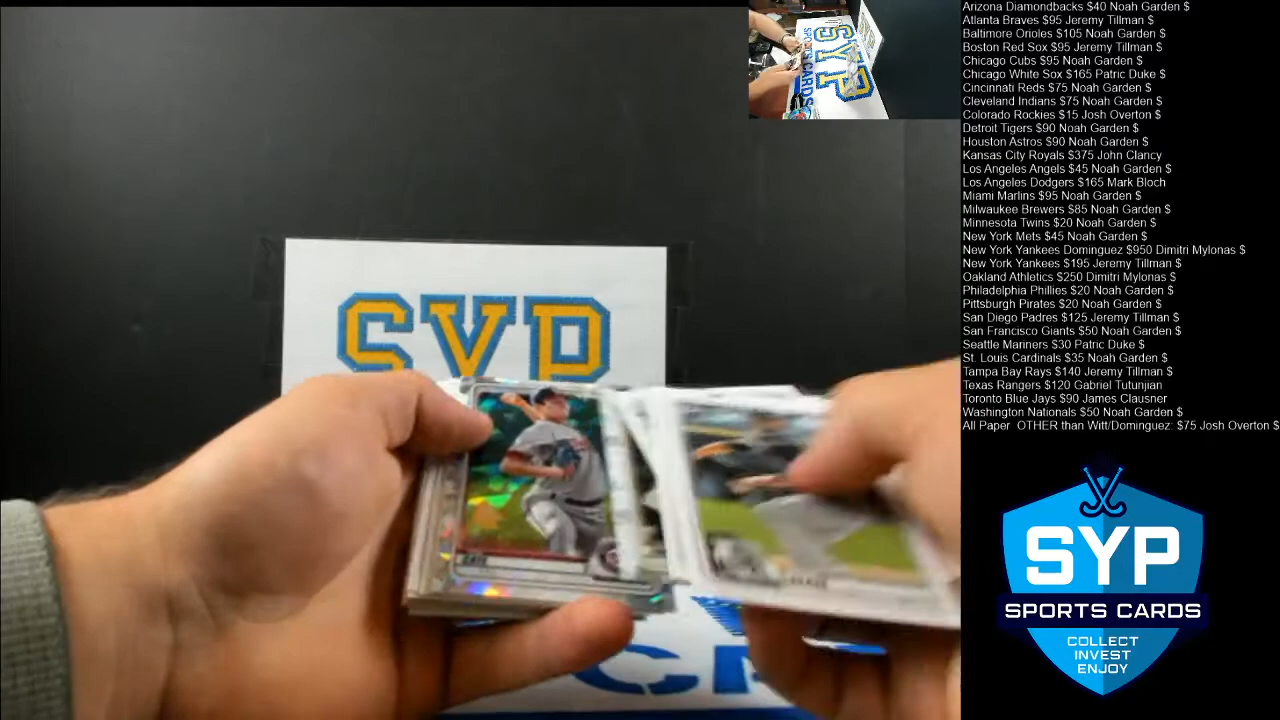 Arizona Diamondbacks $40 Noah Garden $
Atlanta Braves $95 Jeremy Tillman $
Baltimore Orioles $105 Noah Garden $
Boston Red Sox $95 Jeremy Tillman $
Chicago Cubs $95 Noah Garden $
Chicago White Sox $165 Patric Duke $
Cincinnati Reds $75 Noah Garden $
Cleveland Indians $75 Noah Garden $
Colorado Rockies $15 Josh Overton $
Detroit Tigers $90 Noah Garden $
Houston Astros $90 Noah Garden $
Kansas City Royals $375 John Clancy
Los Angeles Angels $45 Noah Garden $
Los Angeles Dodgers $165 Mark Bloch
Miami Marlins $95 Noah Garden $
Milwaukee Brewers $85 Noah Garden $
Minnesota Twins $20 Noah Garden $
New York Mets $45 Noah Garden $
New York Yankees Dominguez $950 Dimitri Mylonas $
New York Yankees $195 Jeremy Tillman $
Oakland Athletics $250 Dimitri Mylonas $
Philadelphia Phillies $20 Noah Garden $
Pittsburgh Pirates $20 Noah Garden $
San Diego Padres $125 Jeremy Tillman $
San Francisco Giants $50 Noah Garden $
Seattle Mariners $30 Patric Duke $
St. Louis Cardinals $35 Noah Garden $
Tampa Bay Rays $140 Jeremy Tillman $
Texas Rangers $120 Gabriel Tutunjian
Toronto Blue Jays $90 James Clausner
Washington Nationals $50 Noah Garden $
All Paper OTHER than Witt/Dominguez: $75 Josh Overton $
SYP
SPORTS CARDS
SYP
SYP
SPORTS CARDS
COLLECT
INVEST
ENJOY